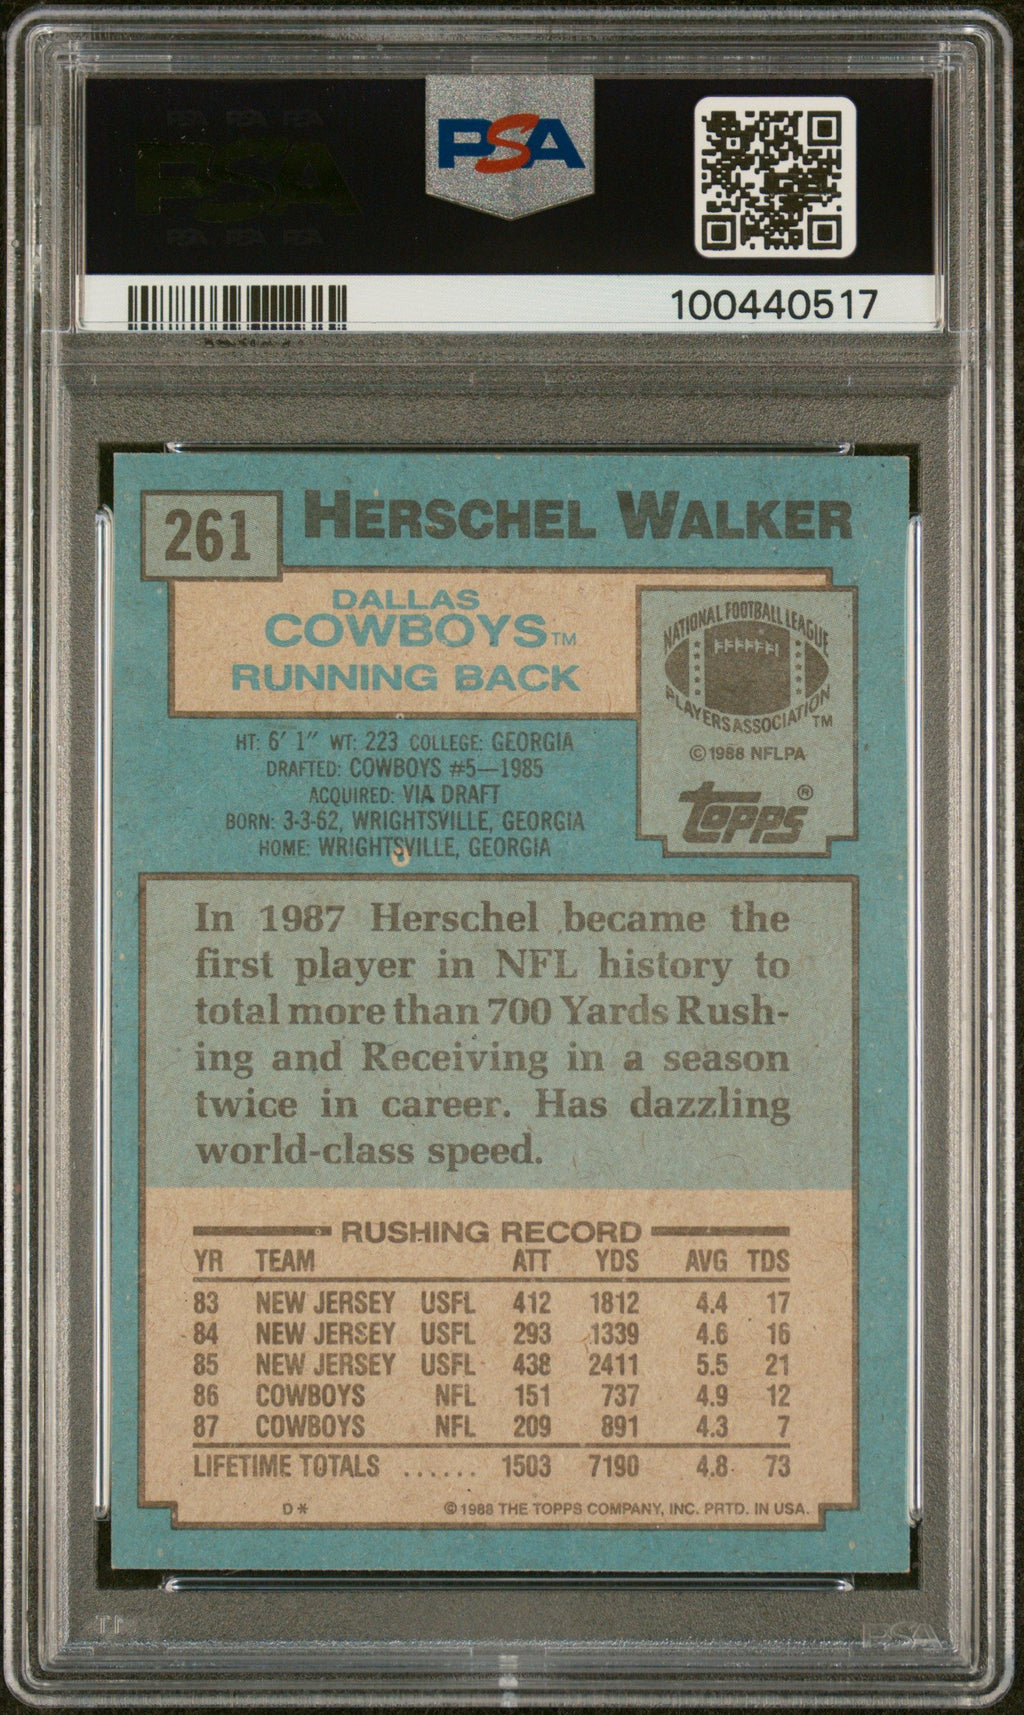 PSA
100440517
261 HERSCHEL WALKER
DALLAS
COWBOYS TM
RUNNING BACK
NATIONAL FOOTBALL LEAGUE
PLAYERS ASSOCIATION TM
© 1988 NFLPA
topps®
HT: 6' 1" WT: 223 COLLEGE: GEORGIA
DRAFTED: COWBOYS #5—1985
ACQUIRED: VIA DRAFT
BORN: 3-3-62, WRIGHTSVILLE, GEORGIA
HOME: WRIGHTSVILLE, GEORGIA
In 1987 Herschel became the
first player in NFL history to
total more than 700 Yards Rush-
ing and Receiving in a season
twice in career. Has dazzling
world-class speed.
RUSHING RECORD
YR TEAM ATT YDS AVG TDS
83 NEW JERSEY USFL 412 1812 4.4 17
84 NEW JERSEY USFL 293 1339 4.6 16
85 NEW JERSEY USFL 438 2411 5.5 21
86 COWBOYS NFL 151 737 4.9 12
87 COWBOYS NFL 209 891 4.3 7
LIFETIME TOTALS ...... 1503 7190 4.8 73
D* © 1988 THE TOPPS COMPANY, INC. PRTD. IN USA.
PSA